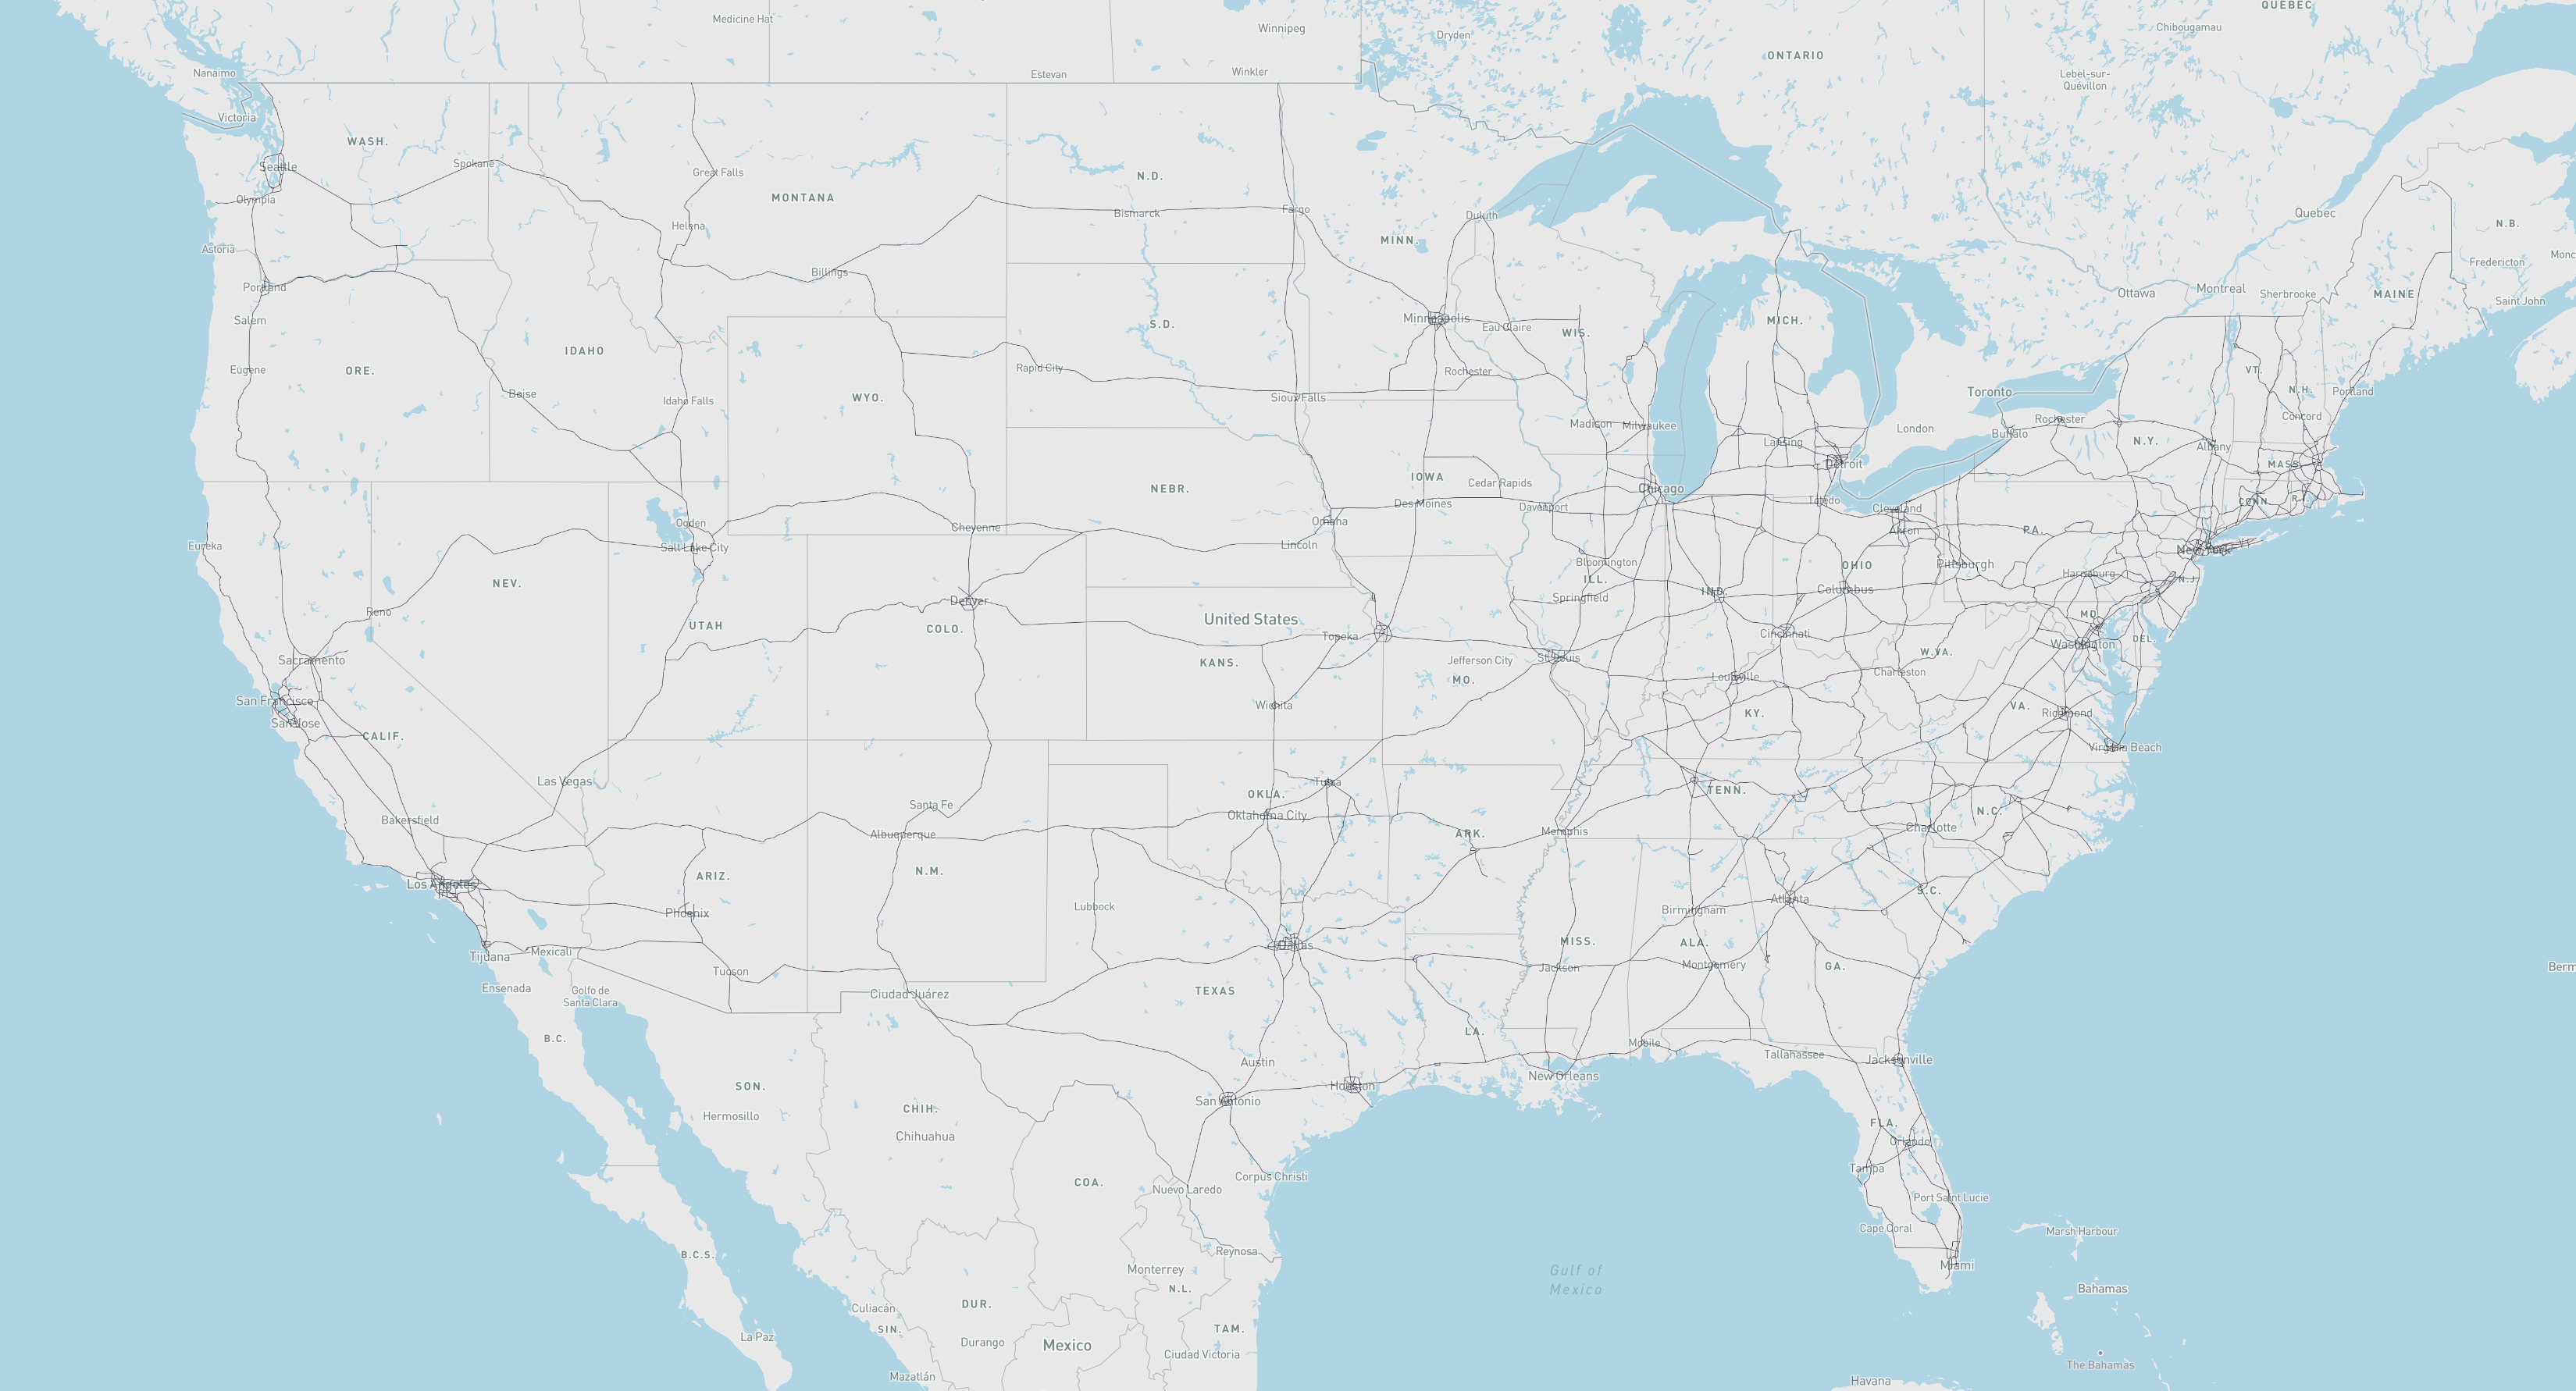 QUEBEC
Medicine Hat
Winnipeg
Chibougamau
Dryden
ONTARIO
Nanaimo
Estevan
Winkler
Lebel-sur-
Quévillon
Victoria
WASH.
Seattle
Spokane
Great Falls
N.D.
MONTANA
Olympia
Bismarck
Fargo
Duluth
Quebec
Helena
N.B.
Astoria
MINN.
Fredericton
Monc
Billings
Portland
Ottawa
Montreal
Sherbrooke
MAINE
Saint John
Salem
S.D.
Minneapolis
Eau Claire
WIS.
MICH.
IDAHO
Eugene
ORE.
Rapid City
Rochester
VT.
Boise
Idaho Falls
WYO.
Sioux Falls
Toronto
N.H.
Portland
Madison
Milwaukee
London
Rochester
Concord
Buffalo
Lansing
N.Y.
Albany
Detroit
MASS.
IOWA
Cedar Rapids
NEBR.
Chicago
Des Moines
Davenport
Toledo
Cleveland
CONN.
R.I.
Ogden
Cheyenne
Omaha
Akron
PA.
Eureka
Salt Lake City
Lincoln
New York
Bloomington
OHIO
Pittsburgh
NEV.
ILL.
Harrisburg
N.J.
Denver
Springfield
IND.
Columbus
Reno
UTAH
COLO.
United States
MD.
Topeka
Cincinnati
DEL.
Washington
Sacramento
KANS.
Jefferson City
St. Louis
W.VA.
MO.
Louisville
Charleston
San Francisco
Wichita
VA.
San Jose
KY.
Richmond
CALIF.
Virginia Beach
Las Vegas
Tulsa
OKLA.
TENN.
Santa Fe
N.C.
Bakersfield
Oklahoma City
Albuquerque
ARK.
Memphis
Charlotte
Los Angeles
ARIZ.
N.M.
S.C.
Phoenix
Lubbock
Birmingham
Atlanta
Dallas
MISS.
ALA.
Tijuana
Mexicali
Tucson
Jackson
Montgomery
GA.
Berm
Ensenada
Golfo de
Santa Clara
Ciudad Juárez
TEXAS
B.C.
LA.
Mobile
Tallahassee
Jacksonville
Austin
New Orleans
SON.
Houston
San Antonio
Hermosillo
CHIH.
FLA.
Chihuahua
Orlando
Tampa
COA.
Nuevo Laredo
Corpus Christi
Port Saint Lucie
Cape Coral
Marsh Harbour
B.C.S.
Reynosa
Monterrey
Gulf of
Mexico
Miami
N.L.
Bahamas
Culiacán
DUR.
SIN.
TAM.
La Paz
Durango
Mexico
Ciudad Victoria
The Bahamas
Mazatlán
Havana